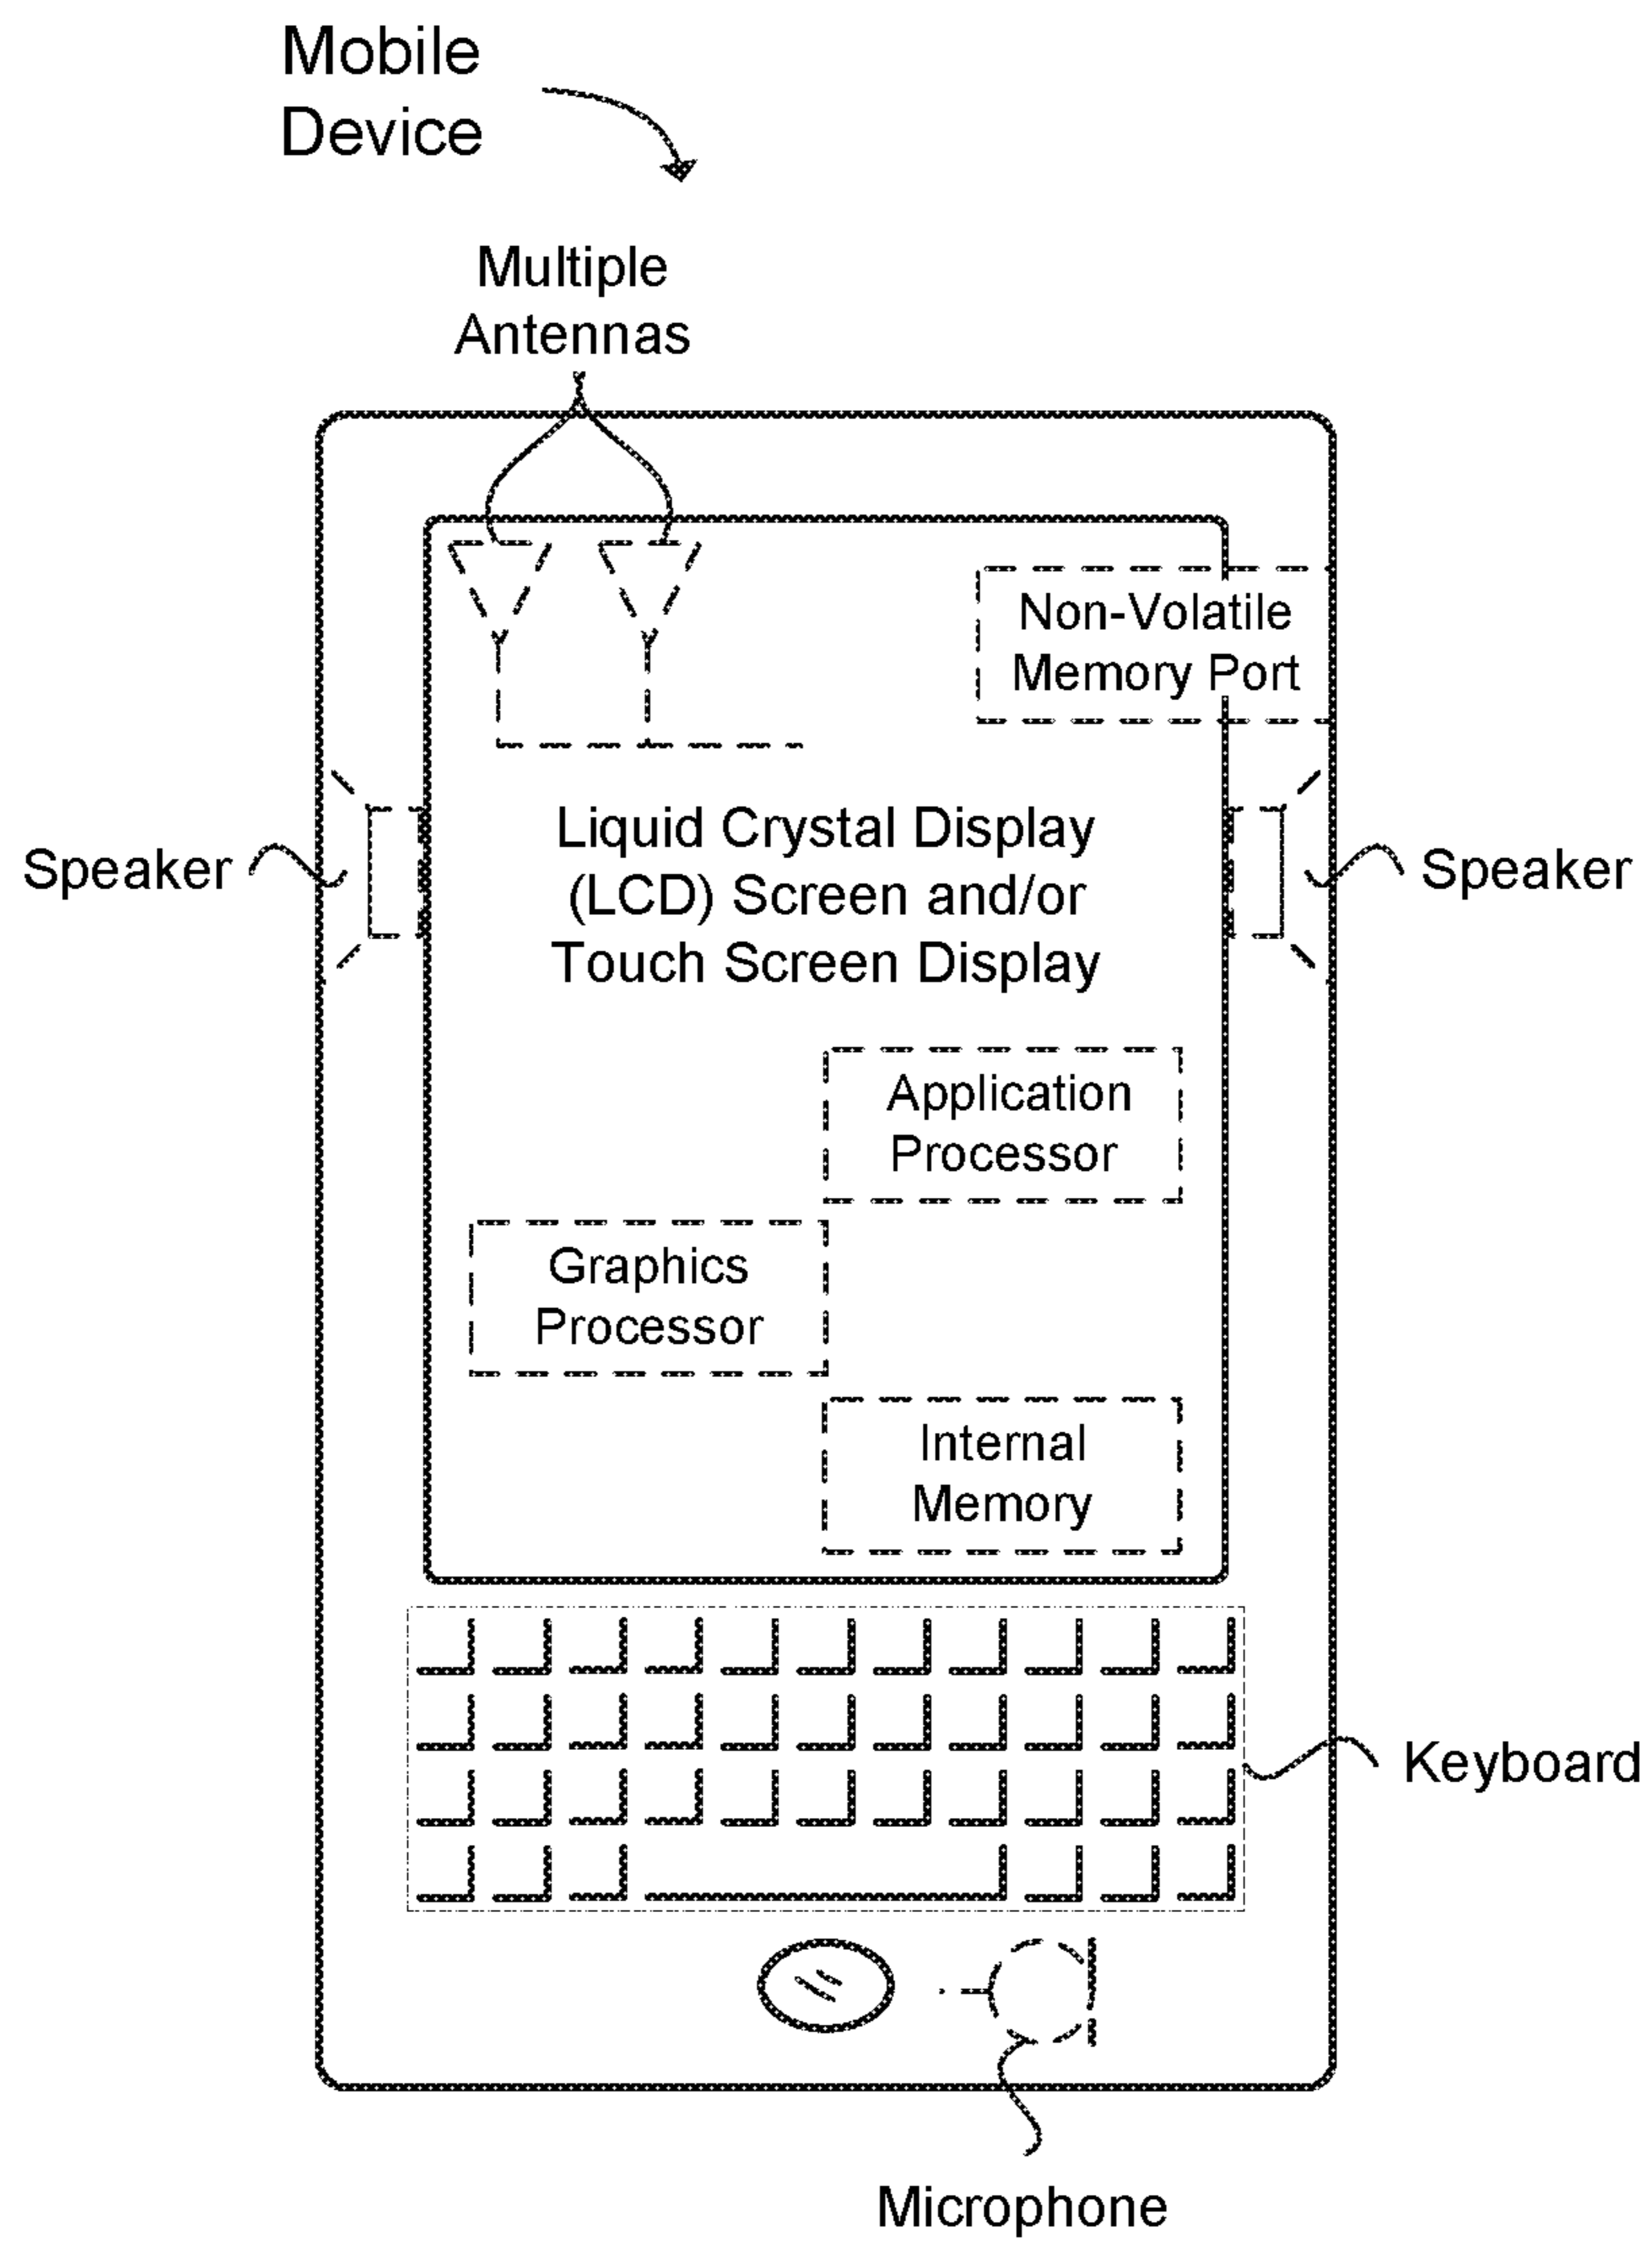 Mobile
Device
Multiple
Antennas
Non-Volatile
Memory Port
Liquid Crystal Display
(LCD) Screen and/or
Touch Screen Display
Speaker
Speaker
Application
Processor
Graphics
Processor
Internal
Memory
Keyboard
Microphone